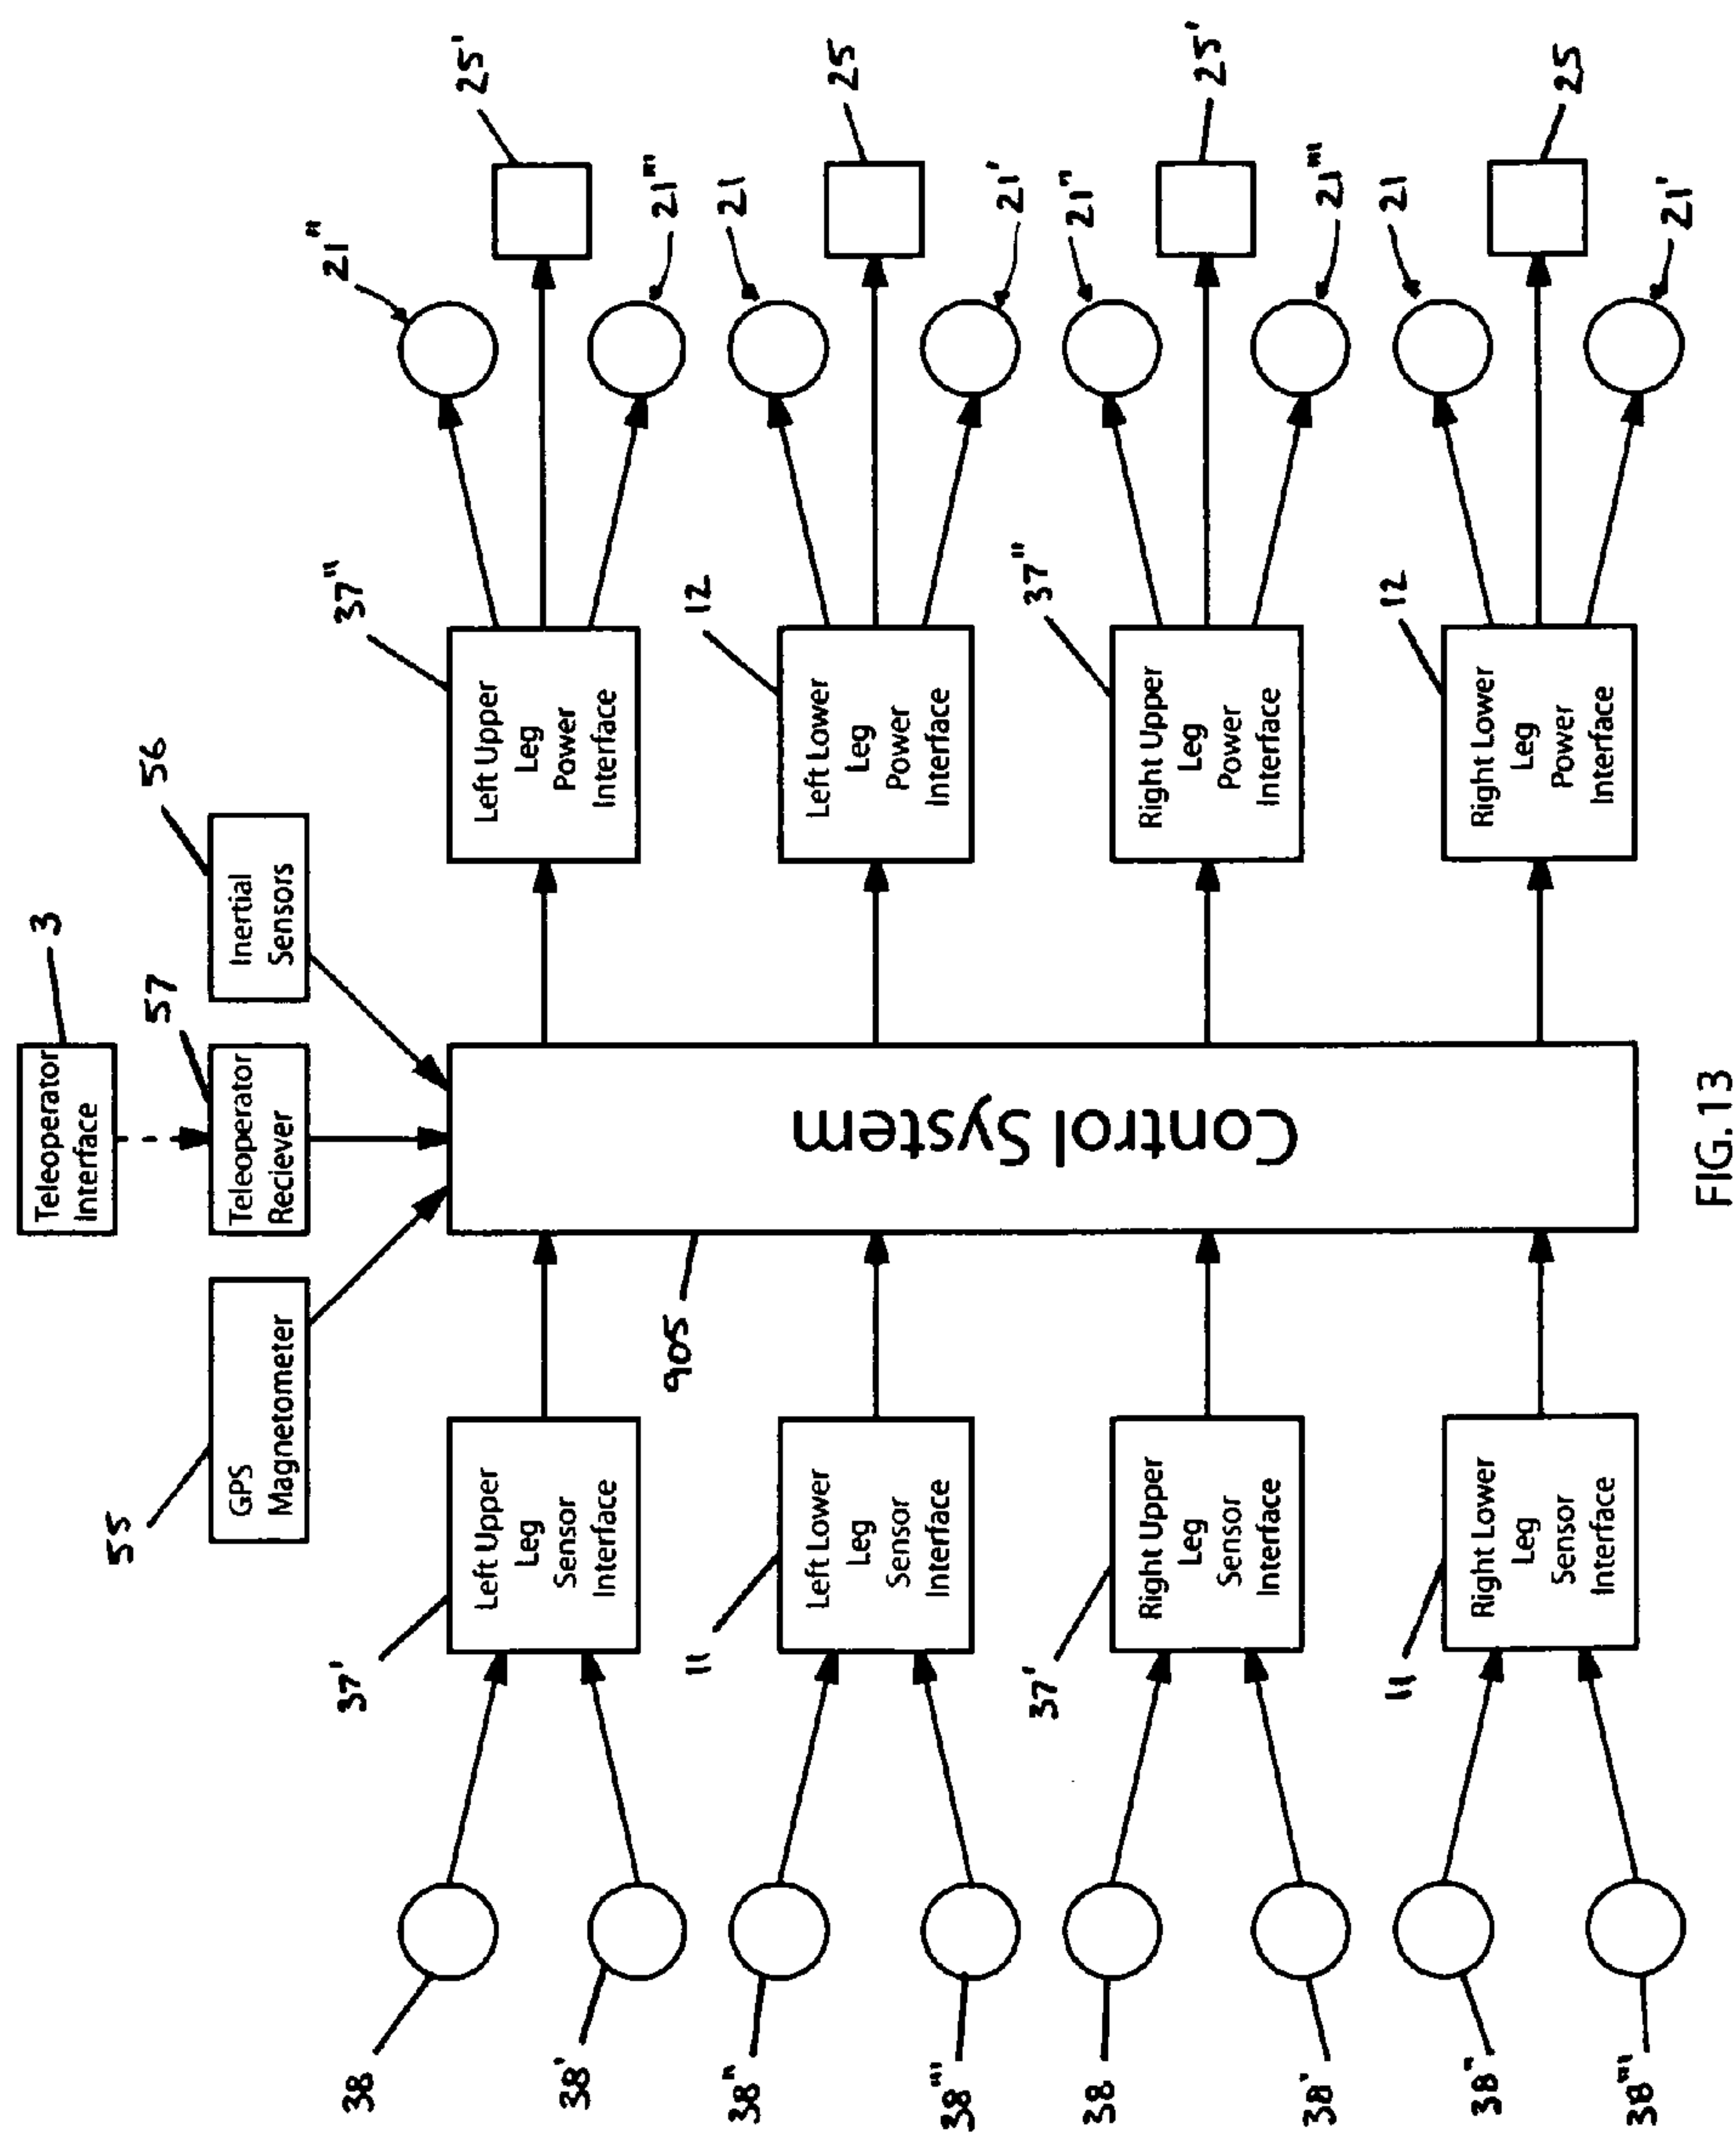 Teleoperator
Interface
3
55
GPS
Magnetometer
Teleoperator
Reciever
57
Inertial
Sensors
56
38
38'
37'
Left Upper
Leg
Sensor
Interface
37"
Left Upper
Leg
Power
Interface
21"
25'
21'''
905
Control System
38"
38'''
11
Left Lower
Leg
Sensor
Interface
12
Left Lower
Leg
Power
Interface
21
25
21'
38
38'
37'
Right Upper
Leg
Sensor
Interface
37"
Right Upper
Leg
Power
Interface
21"
25'
21'''
38"
38'''
11
Right Lower
Leg
Sensor
Interface
12
Right Lower
Leg
Power
Interface
21
25
21'
FIG. 13